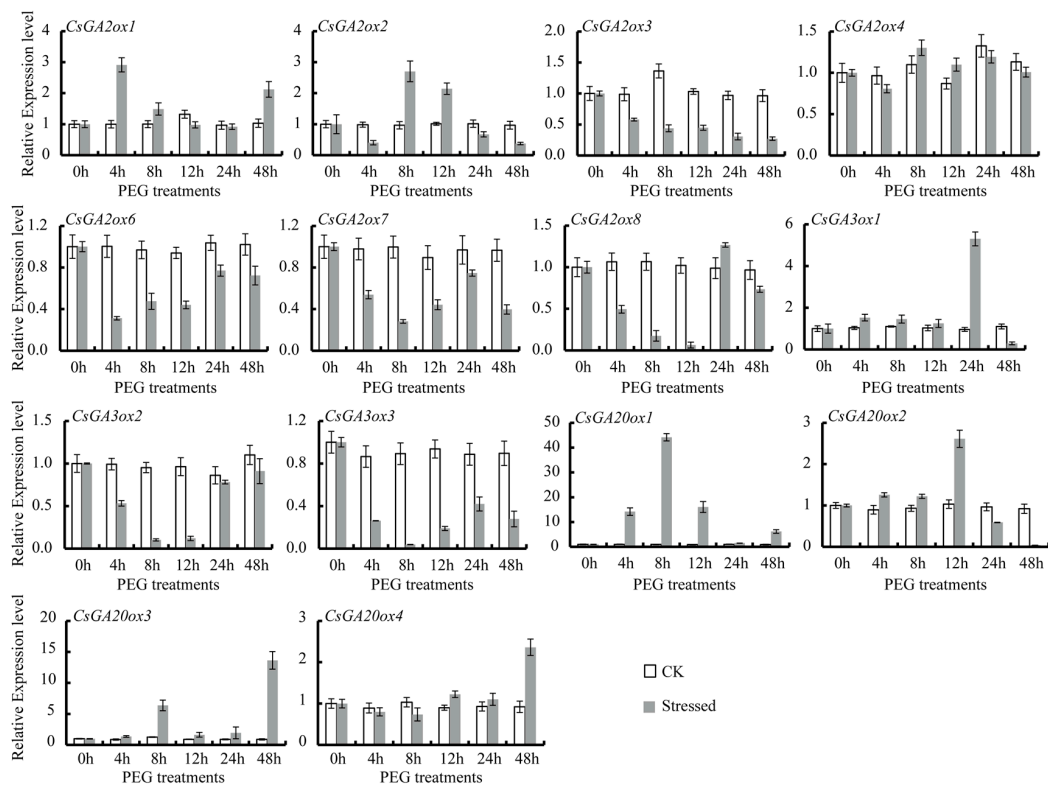 CsGA2ox1
Relative Expression level
4
3
2
1
0
0h 4h 8h 12h 24h 48h
PEG treatments
CsGA2ox2
4
3
2
1
0
0h 4h 8h 12h 24h 48h
PEG treatments
CsGA2ox3
2.0
1.5
1.0
0.5
0.0
0h 4h 8h 12h 24h 48h
PEG treatments
CsGA2ox4
2.0
1.5
1.0
0.5
0.0
0h 4h 8h 12h 24h 48h
PEG treatments
CsGA2ox6
Relative Expression level
1.2
0.8
0.4
0.0
0h 4h 8h 12h 24h 48h
PEG treatments
CsGA2ox7
1.2
0.8
0.4
0.0
0h 4h 8h 12h 24h 48h
PEG treatments
CsGA2ox8
1.5
1.0
0.5
0.0
0h 4h 8h 12h 24h 48h
PEG treatments
CsGA3ox1
6
4
2
0
0h 4h 8h 12h 24h 48h
PEG treatments
CsGA3ox2
Relative Expression level
1.5
1.0
0.5
0.0
0h 4h 8h 12h 24h 48h
PEG treatments
CsGA3ox3
1.2
0.8
0.4
0.0
0h 4h 8h 12h 24h 48h
PEG treatments
CsGA20ox1
50
40
30
20
10
0
0h 4h 8h 12h 24h 48h
PEG treatments
CsGA20ox2
3
2
1
0
0h 4h 8h 12h 24h 48h
PEG treatments
CsGA20ox3
Relative Expression level
20
15
10
5
0
0h 4h 8h 12h 24h 48h
PEG treatments
CsGA20ox4
3
2
1
0
0h 4h 8h 12h 24h 48h
PEG treatments
CK
Stressed